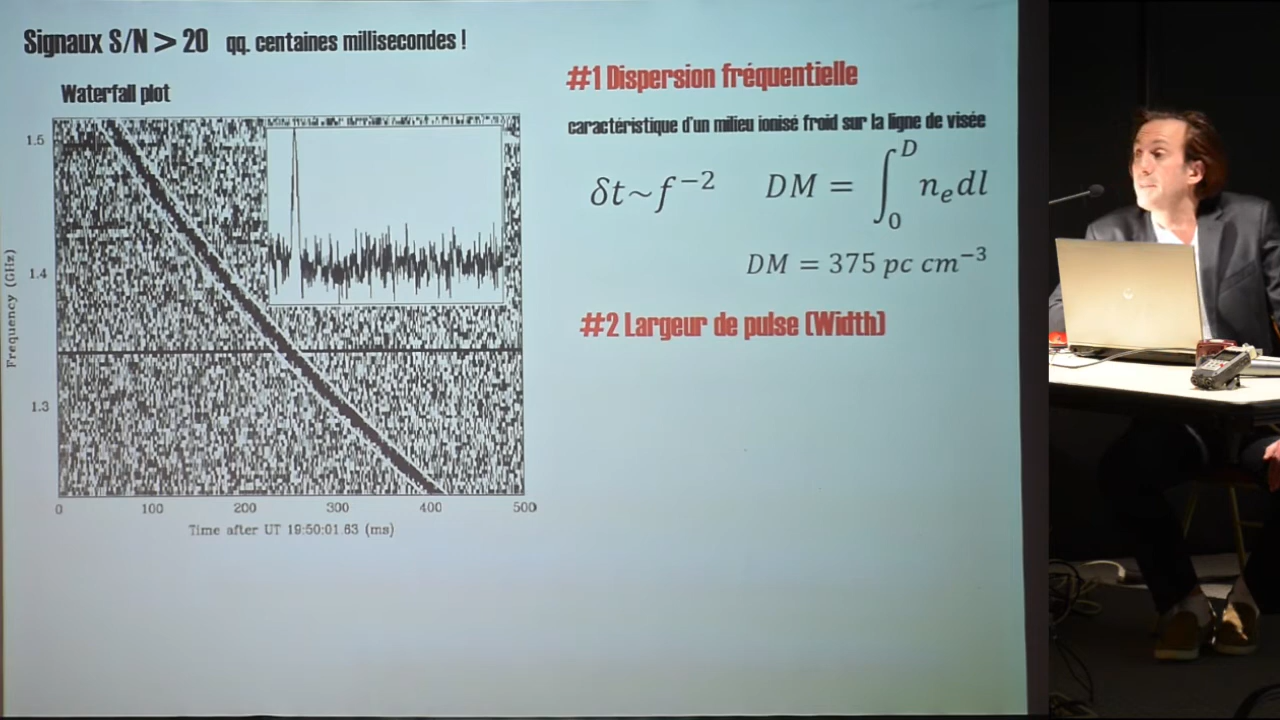 Signaux S/N > 20 qq. centaines millisecondes !
Waterfall plot
1.5
1.4
1.3
Frequency (GHz)
0 100 200 300 400 500
Time after UT 19:50:01.63 (ms)
#1 Dispersion fréquentielle
caractéristique d'un milieu ionisé froid sur la ligne de visée
δt~f⁻² DM = ∫₀ᴰ nₑdl
DM = 375 pc cm⁻³
#2 Largeur de pulse (Width)